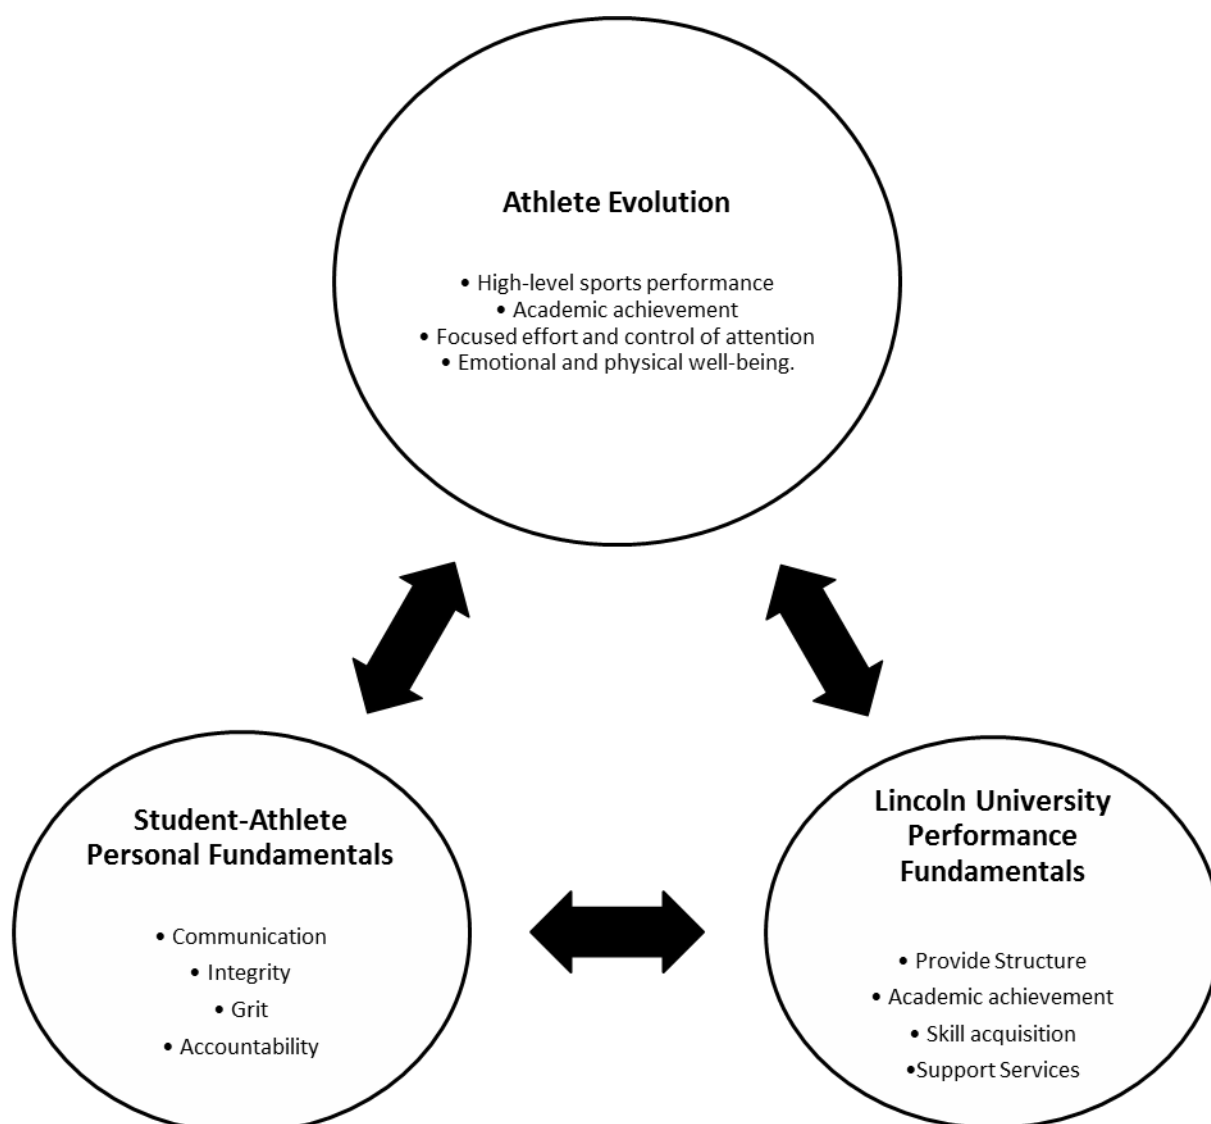 Athlete Evolution
• High-level sports performance
• Academic achievement
• Focused effort and control of attention
• Emotional and physical well-being.
Student-Athlete
Personal Fundamentals
• Communication
• Integrity
• Grit
• Accountability
Lincoln University
Performance
Fundamentals
• Provide Structure
• Academic achievement
• Skill acquisition
•Support Services